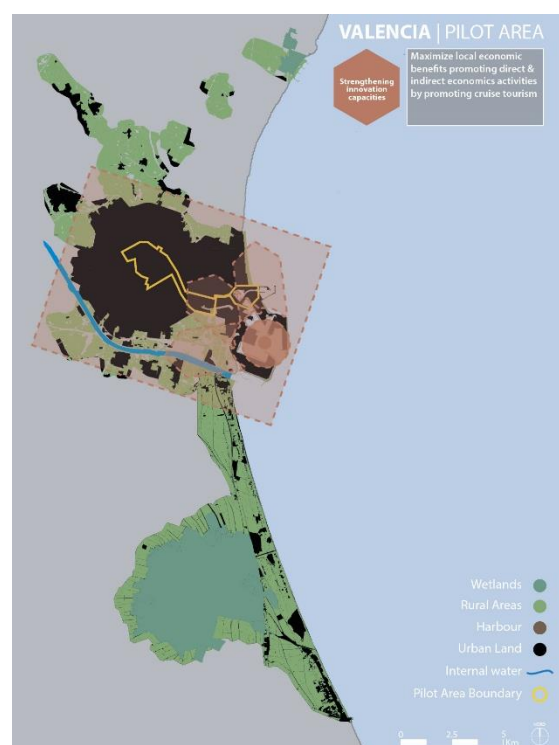 VALENCIA | PILOT AREA
Strengthening
innovation
capacities
Maximize local economic
benefits promoting direct &
indirect economics activities
by promoting cruise tourism
Wetlands
Rural Areas
Harbour
Urban Land
Internal water
Pilot Area Boundary
0 2.5 5
Km